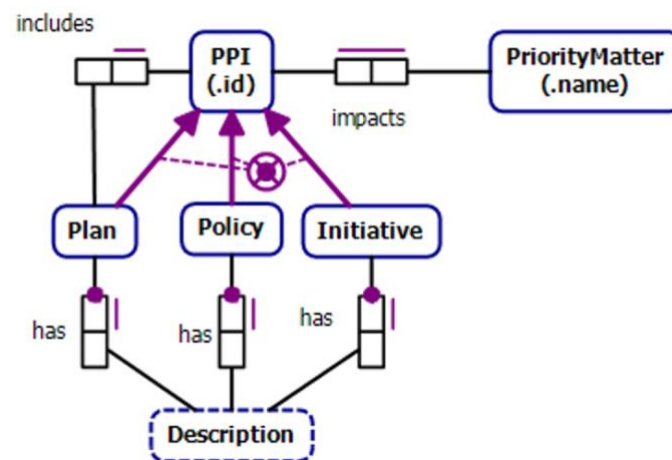 includes
PPI
(.id)
PriorityMatter
(.name)
impacts
Plan
Policy
Initiative
has
has
has
Description